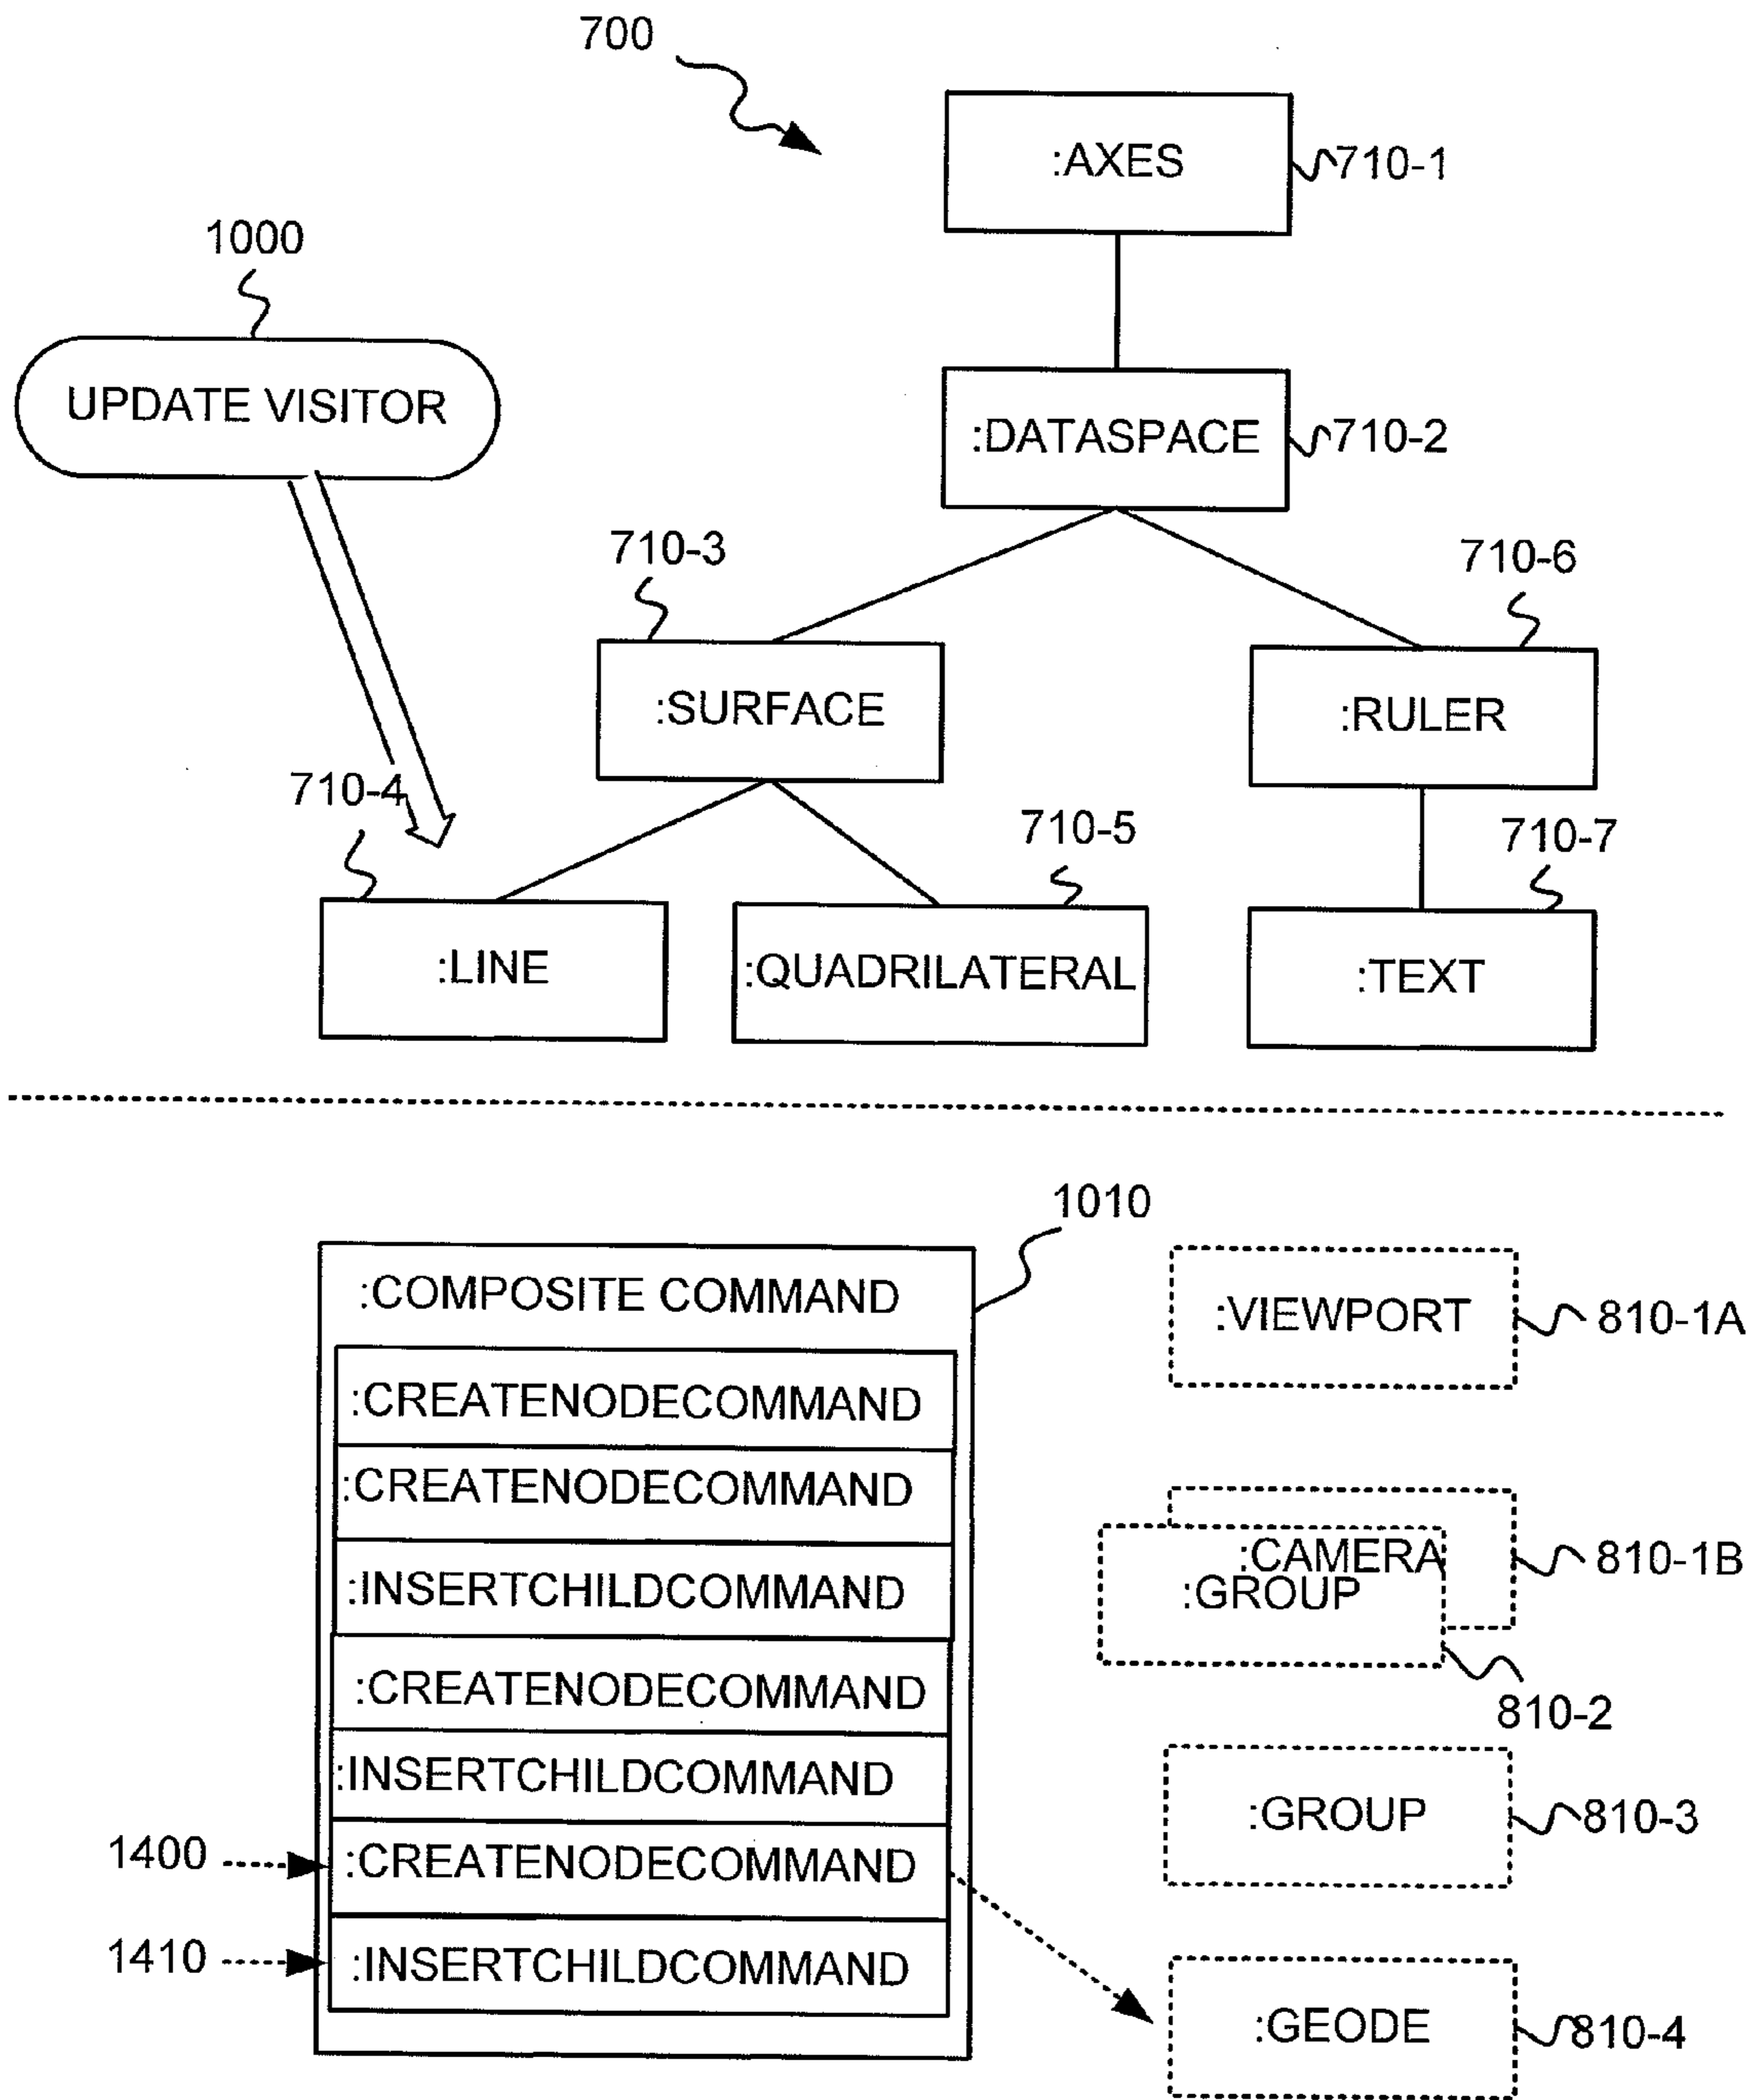 700
:AXES
710-1
1000
UPDATE VISITOR
:DATASPACE
710-2
710-3
710-6
:SURFACE
:RULER
710-4
710-5
710-7
:LINE
:QUADRILATERAL
:TEXT
1010
:COMPOSITE COMMAND
:VIEWPORT
810-1A
:CREATENODECOMMAND
:CREATENODECOMMAND
:CAMERA
810-1B
:INSERTCHILDCOMMAND
:GROUP
:CREATENODECOMMAND
810-2
:INSERTCHILDCOMMAND
:GROUP
810-3
1400
:CREATENODECOMMAND
1410
:INSERTCHILDCOMMAND
:GEODE
810-4